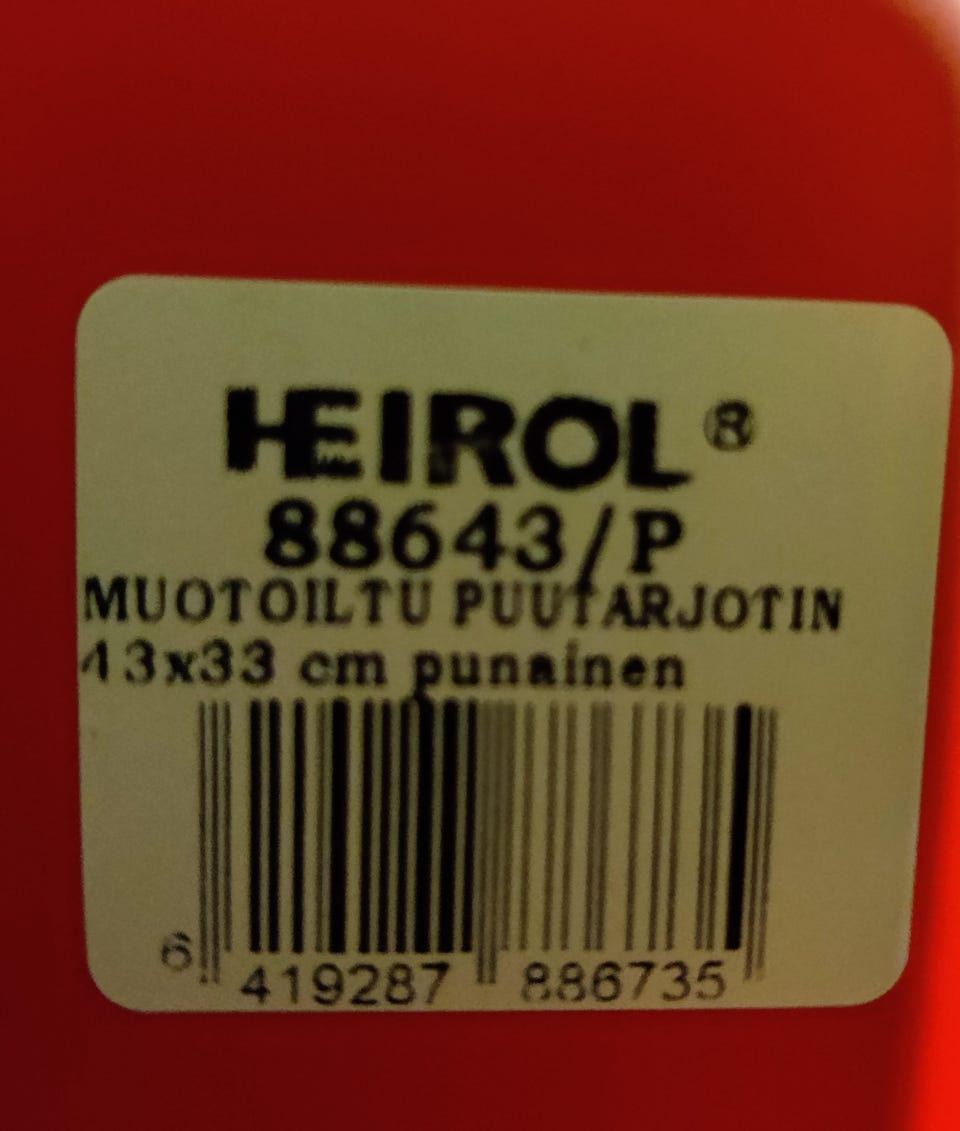 HEIROL®
88643/P
MUOTOILTU PUUTARJOTIN
43x33 cm punainen
6 419287 886735